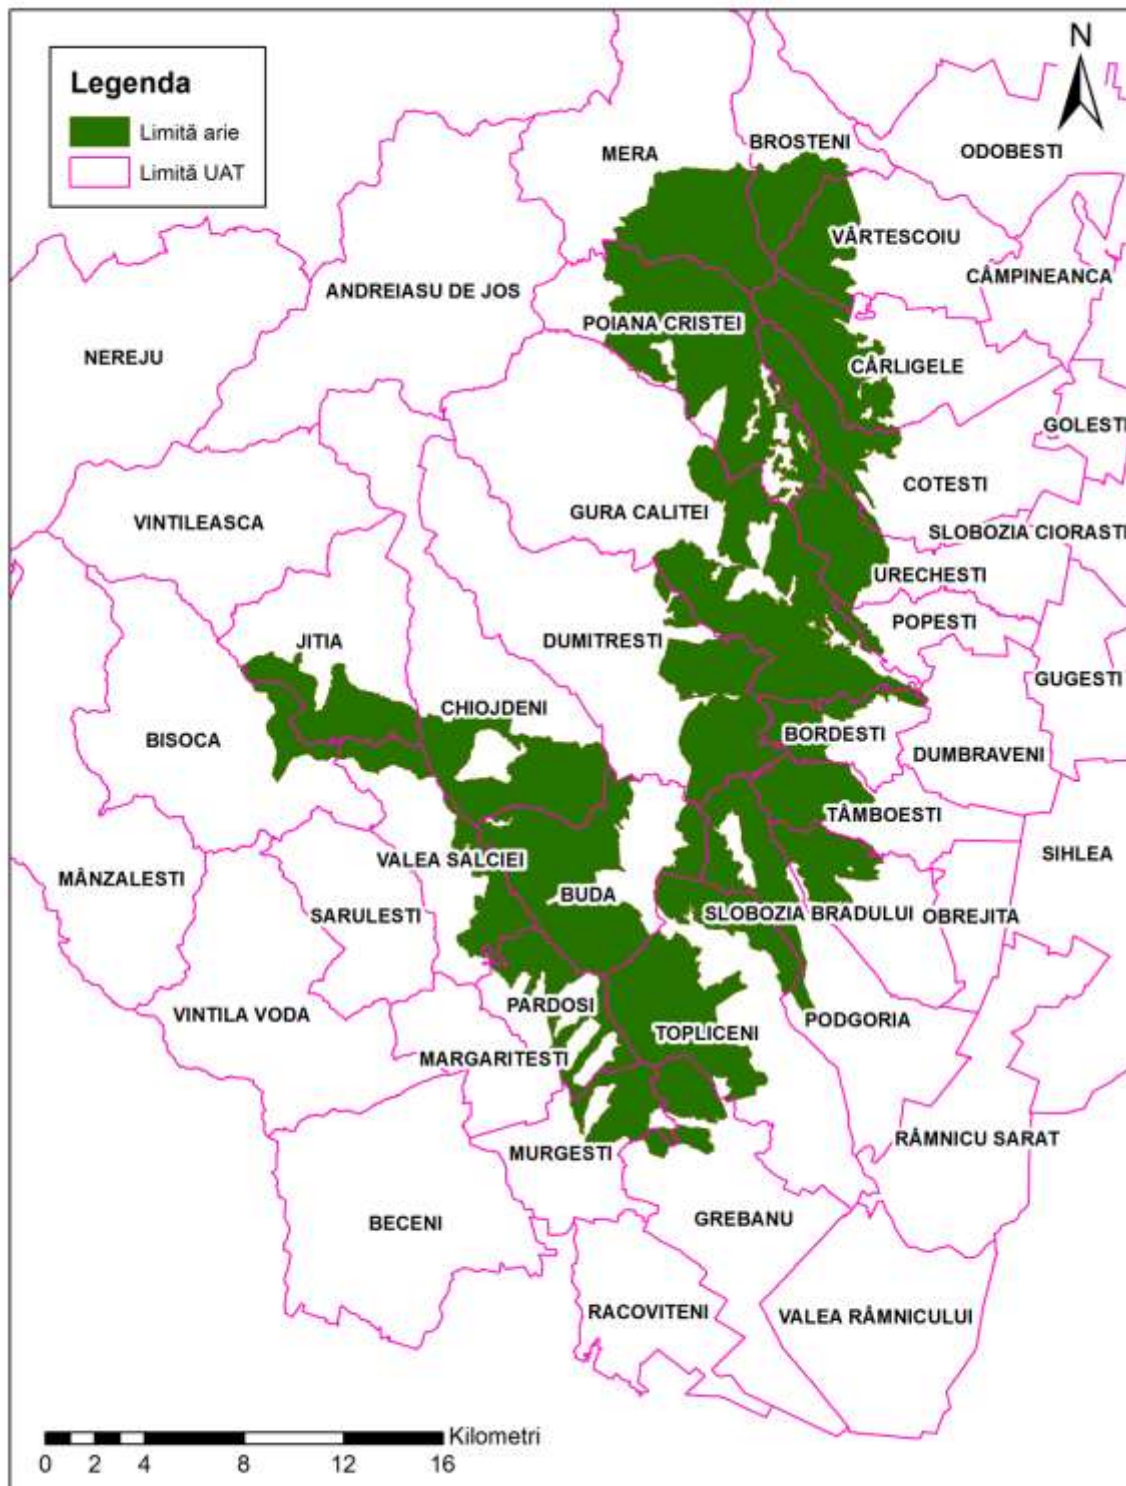 N
Legenda
Limită arie
Limită UAT
BROSTENI
MERA
ODOBESTI
VÂRTESCOIU
CÂMPINEANCA
ANDREIASU DE JOS
POIANA CRISTEI
NEREJU
CÂRLIGELE
GOLESTI
COTESTI
GURA CALITEI
VINTILEASCA
SLOBOZIA CIORASTI
URECHESTI
POPESTI
JITIA
DUMITRESTI
GUGESTI
CHIOJDENI
BISOCA
BORDESTI
DUMBRAVENI
TÂMBOESTI
SIHLEA
VALEA SALCIEI
MÂNZALESTI
BUDA
SARULESTI
SLOBOZIA BRADULUI
OBREJITA
PARDOSI
VINTILA VODA
PODGORIA
TOPLICENI
MARGARITESTI
RÂMNICU SARAT
MURGESTI
BECENI
GREBANU
RACOVITENI
VALEA RÂMNICULUI
Kilometri
0 2 4 8 12 16